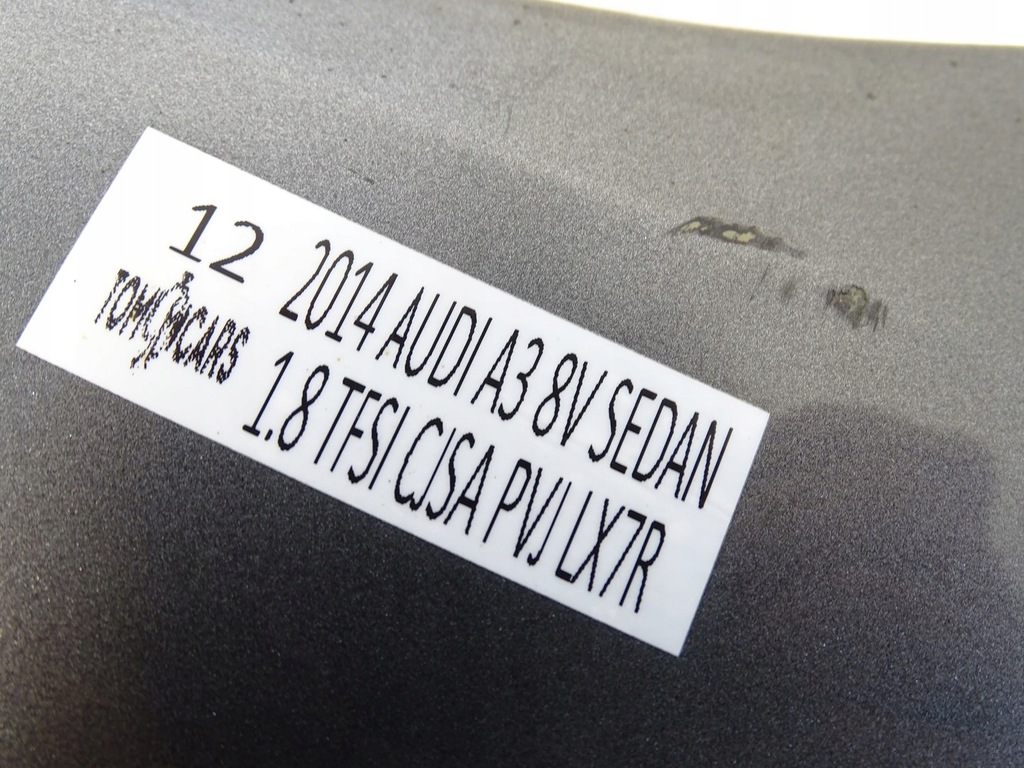 12
2014 AUDI A3 8V SEDAN
1.8 TFSI CJSA PVJ LX7R